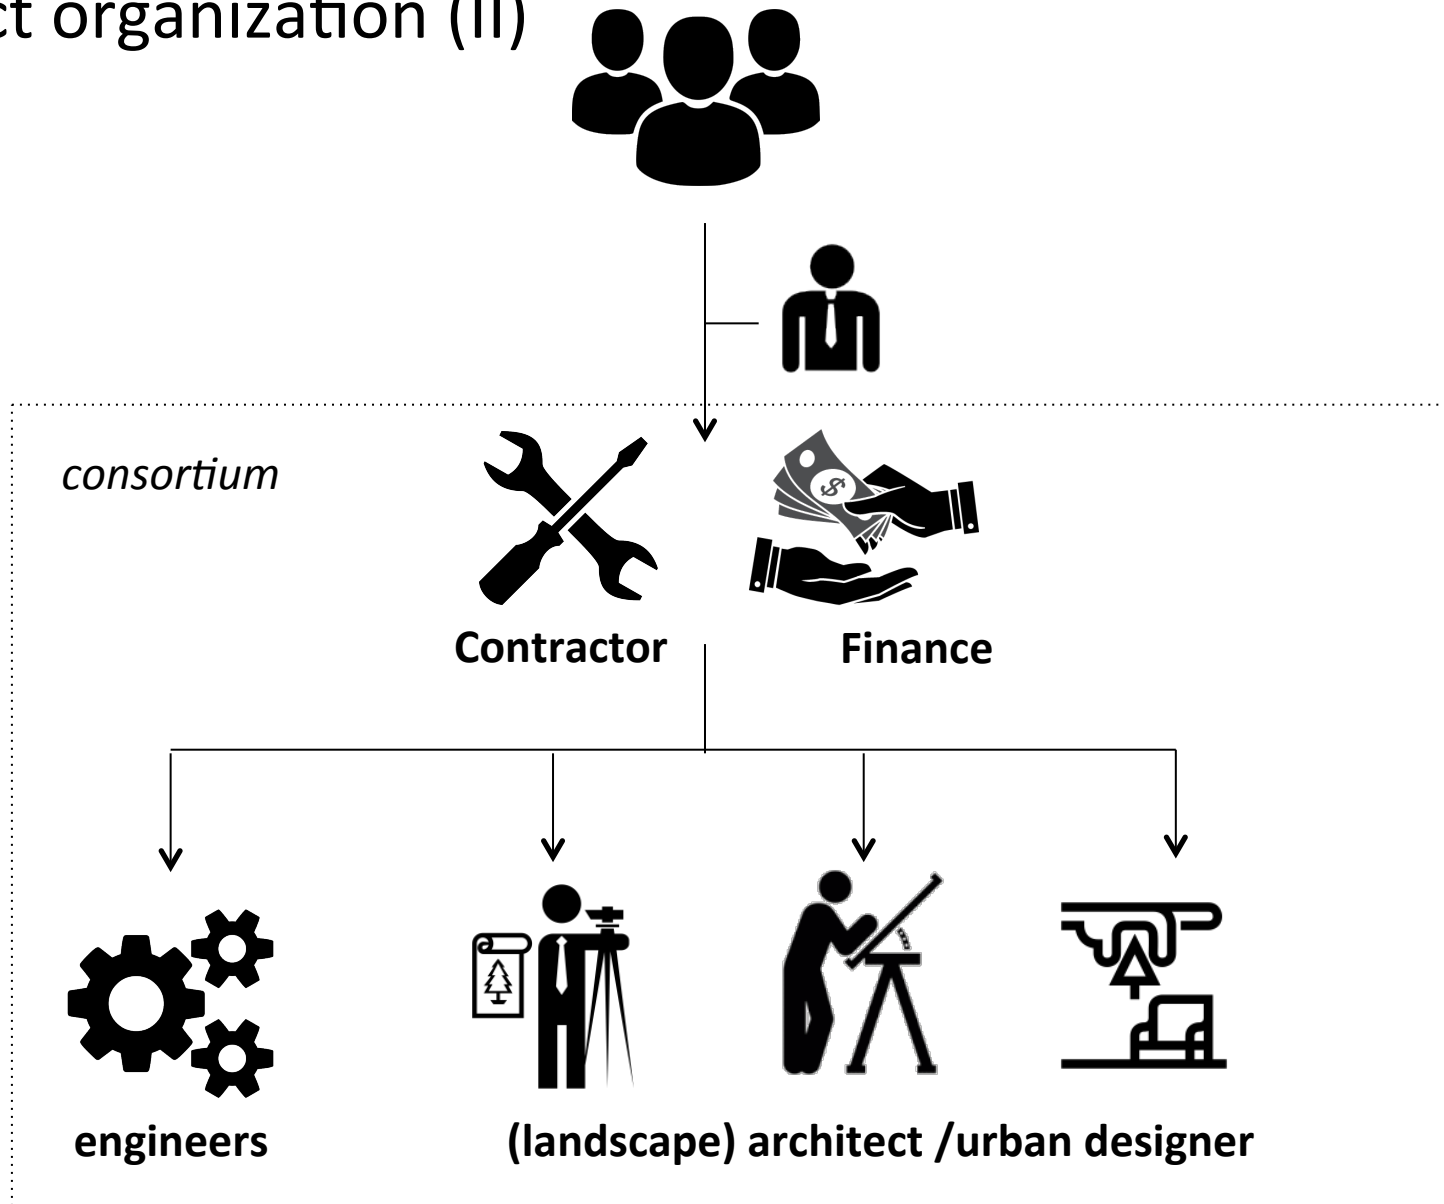 ct organization (II)
consortium
$
Contractor
Finance
engineers
(landscape) architect /urban designer